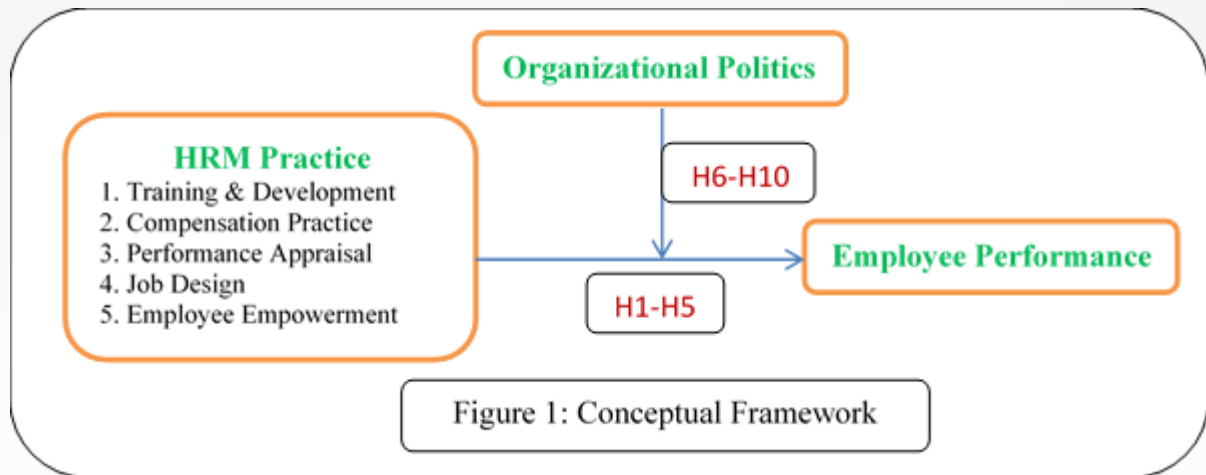 Organizational Politics
HRM Practice
1. Training & Development
2. Compensation Practice
3. Performance Appraisal
4. Job Design
5. Employee Empowerment
H6-H10
Employee Performance
H1-H5
Figure 1: Conceptual Framework